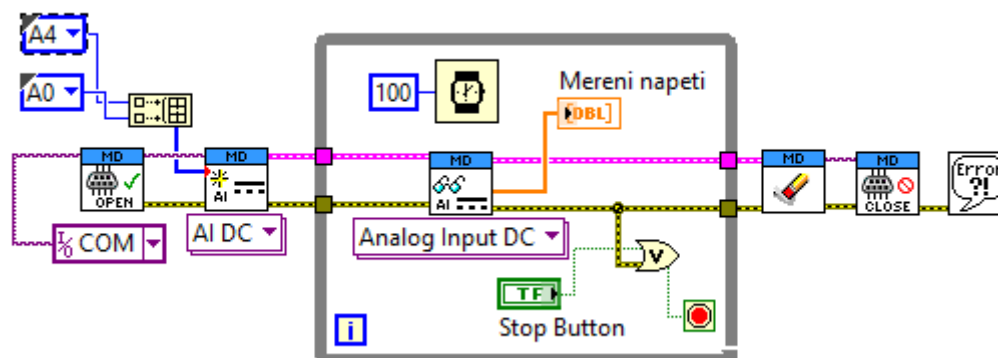 A4
A0
100
Mereni napeti
DBL
MD
OPEN
MD
AI
MD
AI
MD
MD
CLOSE
Error
?!
I/O COM
AI DC
Analog Input DC
V
TF
Stop Button
i